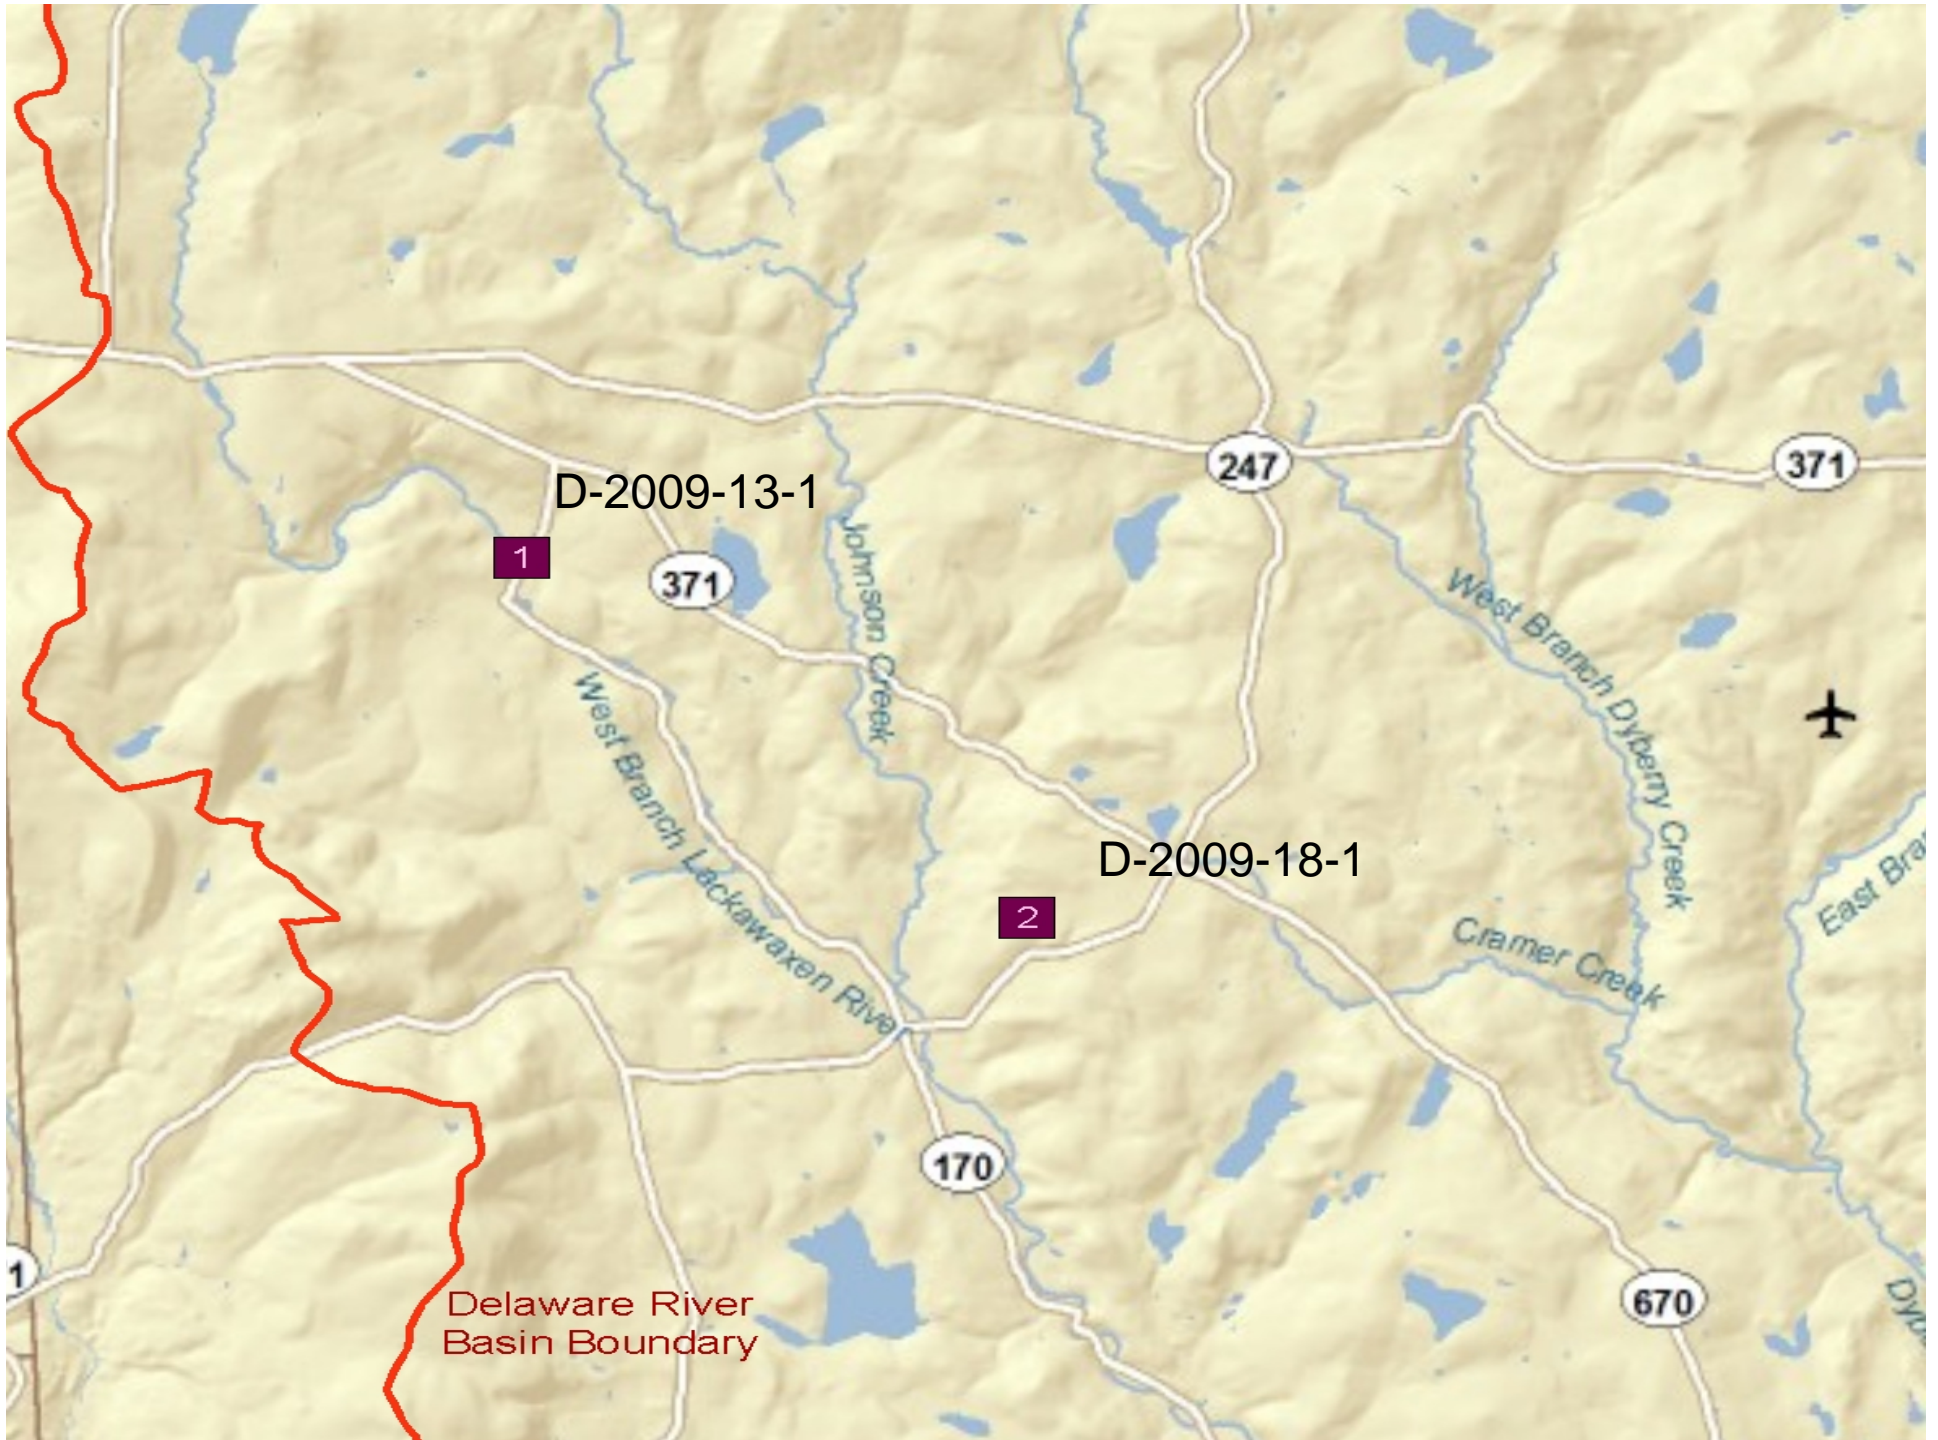 247
371
D-2009-13-1
1
371
Johnson Creek
West Branch Dyberry Creek
West Branch Lackawaxen River
D-2009-18-1
2
East Bra
Cramer Creek
170
1
670
Delaware River
Basin Boundary